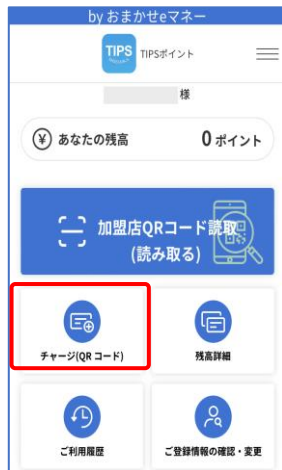 by おまかせeマネー
TIPS
TIPSポイント
様
¥ あなたの残高 0 ポイント
加盟店QRコード読取
(読み取る)
チャージ(QRコード)
残高詳細
ご利用履歴
ご登録情報の確認・変更